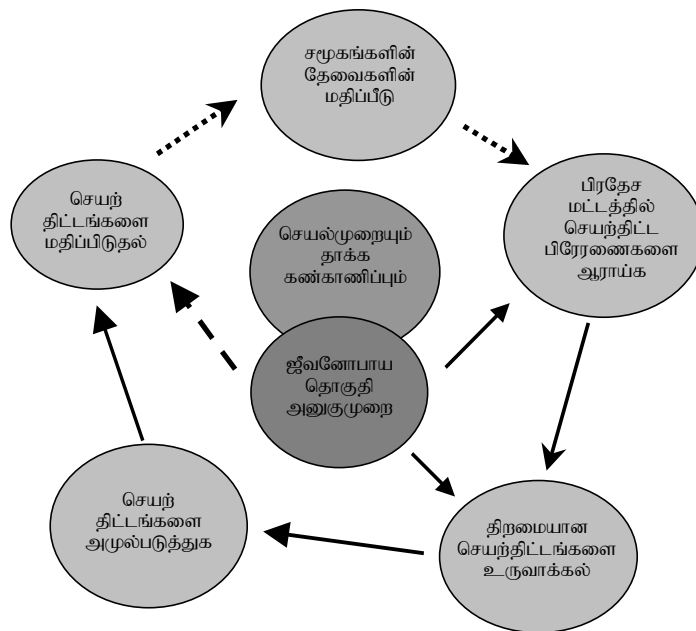 சமூகங்களின்
தேவைகளின்
மதிப்பீடு
பிரதேச
மட்டத்தில்
செயற்திட்ட
பிரேரணைகளை
ஆராய்க
செயற்
திட்டங்களை
மதிப்பிடுதல்
செயல்முறையும்
தாக்க
கண்காணிப்பும்
ஜீவனோபாய
தொகுதி
அனுகுமுறை
செயற்
திட்டங்களை
அமுல்படுத்துக
திறமையான
செயற்திட்டங்களை
உருவாக்கல்